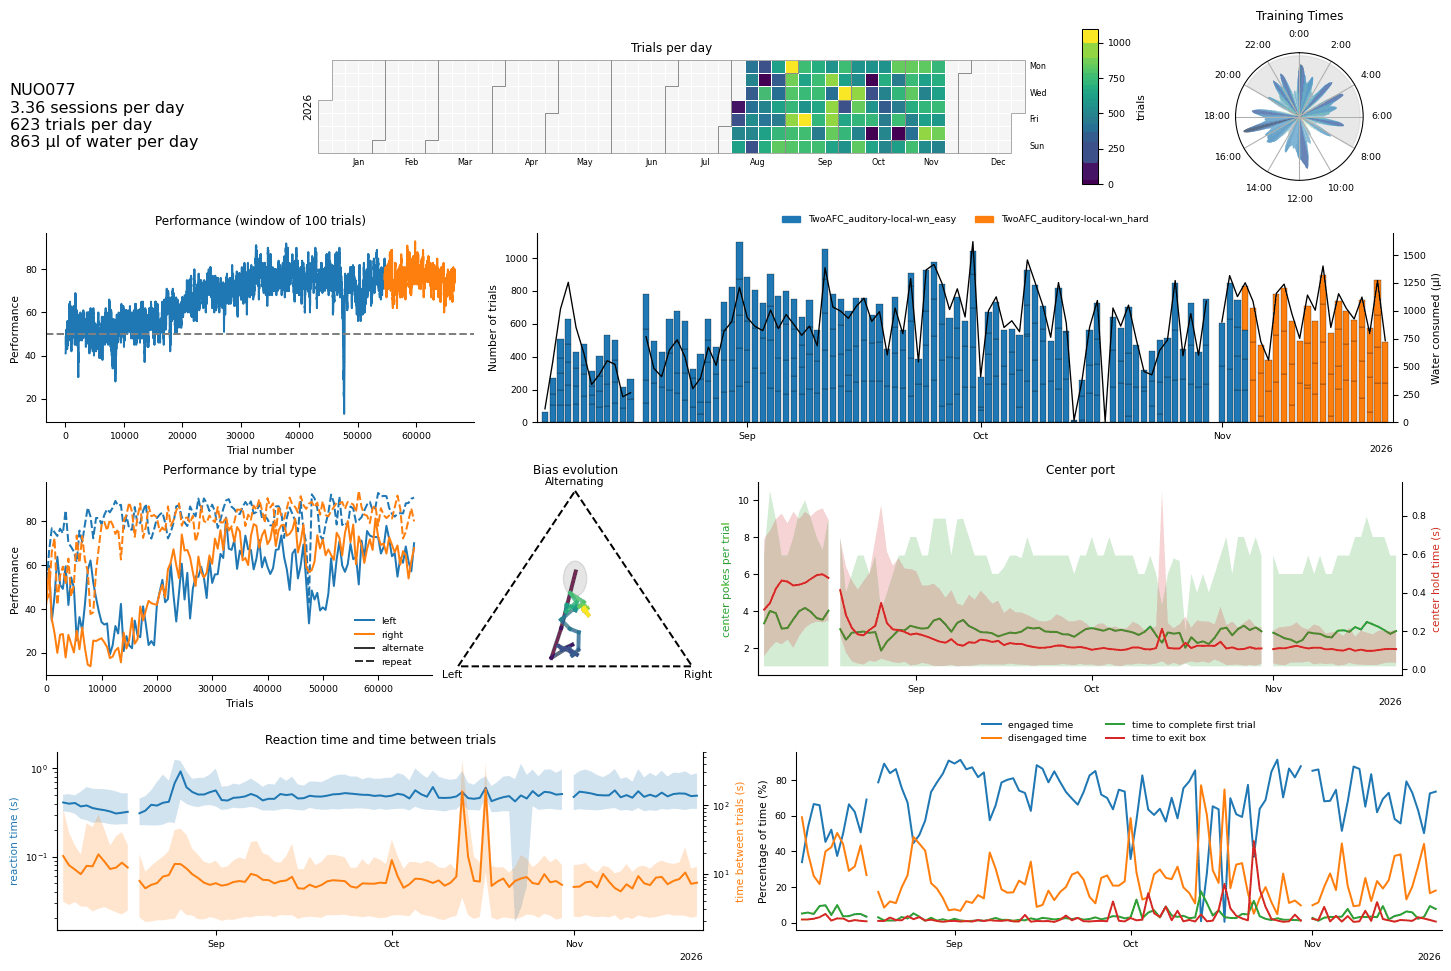 NUO077
3.36 sessions per day
623 trials per day
863 µl of water per day
Trials per day
2026
Mon
Wed
Fri
Sun
Jan Feb Mar Apr May Jun Jul Aug Sep Oct Nov Dec
1000
750
500
250
0
trials
Training Times
0:00
2:00
4:00
6:00
8:00
10:00
12:00
14:00
16:00
18:00
20:00
22:00
Performance (window of 100 trials)
Performance
80
60
40
20
0 10000 20000 30000 40000 50000 60000
Trial number
TwoAFC_auditory-local-wn_easy TwoAFC_auditory-local-wn_hard
Number of trials
1000
800
600
400
200
0
Sep Oct Nov
2026
1500
1250
1000
750
500
250
0
Water consumed (µl)
Performance by trial type
Performance
80
60
40
20
0 10000 20000 30000 40000 50000 60000
Trials
left
right
alternate
repeat
Bias evolution
Alternating
Left Right
Center port
center pokes per trial
10
8
6
4
2
Sep Oct Nov
2026
0.8
0.6
0.4
0.2
0.0
center hold time (s)
Reaction time and time between trials
reaction time (s)
10⁰
10⁻¹
Sep Oct Nov
2026
10²
10¹
time between trials (s)
engaged time
disengaged time
time to complete first trial
time to exit box
Percentage of time (%)
80
60
40
20
0
Sep Oct Nov
2026